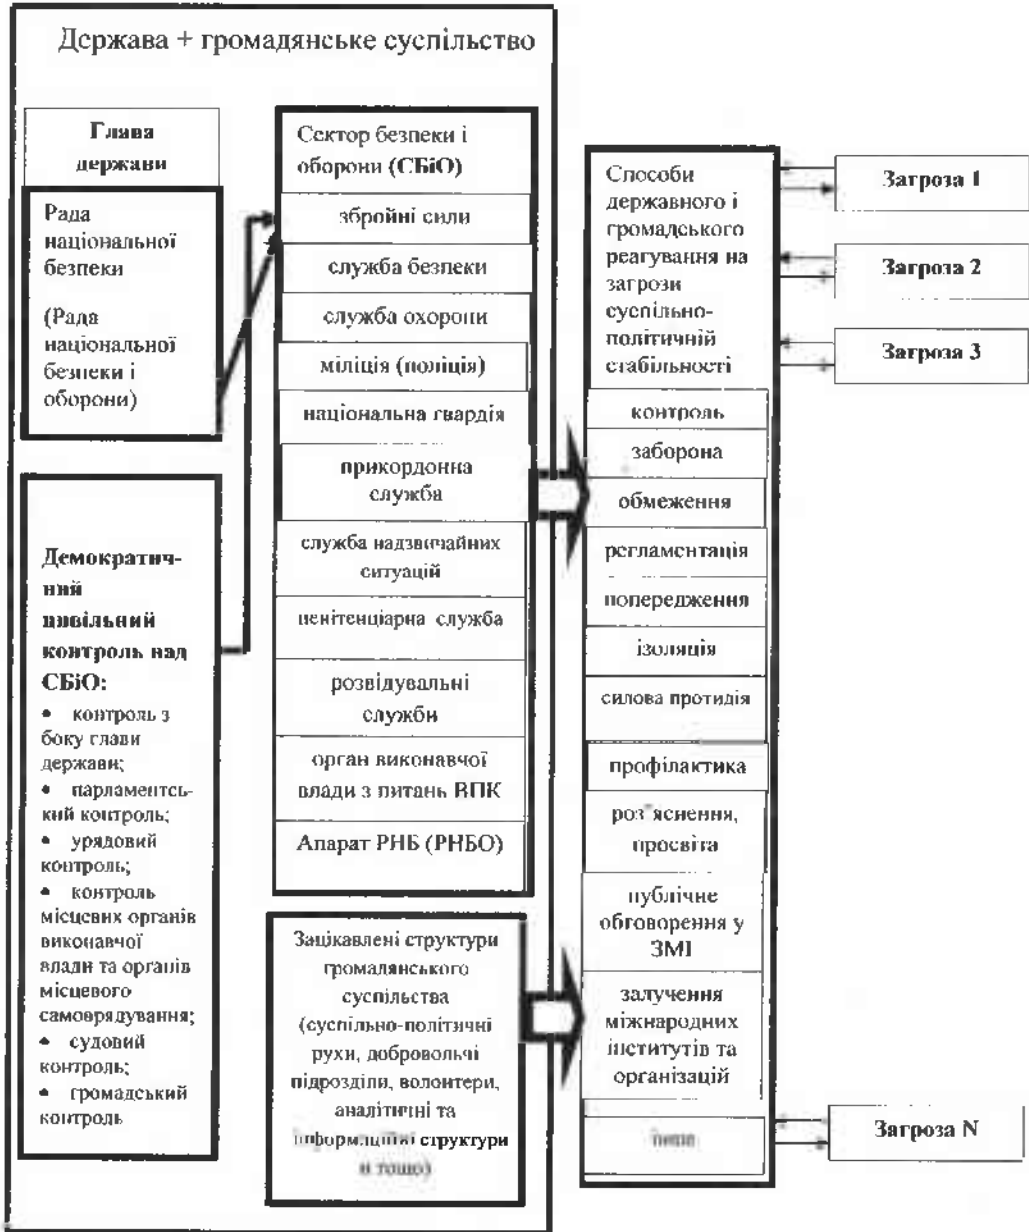 Держава + громадянське суспільство
Глава
держави
Рада
національної
безпеки
(Рада
національної
безпеки і
оборони)
Демократич-
ний
цивільний
контроль над
СБіО:
• контроль з
боку глави
держави;
• парламентсь-
кий контроль;
• урядовий
контроль;
• контроль
місцевих органів
виконавчої
влади та органів
місцевого
самоврядування;
• судовий
контроль;
• громадський
контроль
Сектор безпеки і
оборони (СБіО)
збройні сили
служба безпеки
служба охорони
міліція (поліція)
національна гвардія
прикордонна
служба
служба надзвичайних
ситуацій
пенітенціарна служба
розвідувальні
служби
орган виконавчої
влади з питань ВПК
Апарат РНБ (РНБО)
Зацікавлені структури
громадянського
суспільства
(суспільно-політичні
рухи, добровольчі
підрозділи, волонтери,
аналітичні та
інформаційні структури
тощо)
Способи
державного і
громадського
реагування на
загрози
суспільно-
політичній
стабільності
контроль
заборона
обмеження
регламентація
попередження
ізоляція
силова протидія
профілактика
роз"яснення,
просвіта
публічне
обговорення у
ЗМІ
залучення
міжнародних
інститутів та
організацій
Загроза 1
Загроза 2
Загроза 3
Загроза N